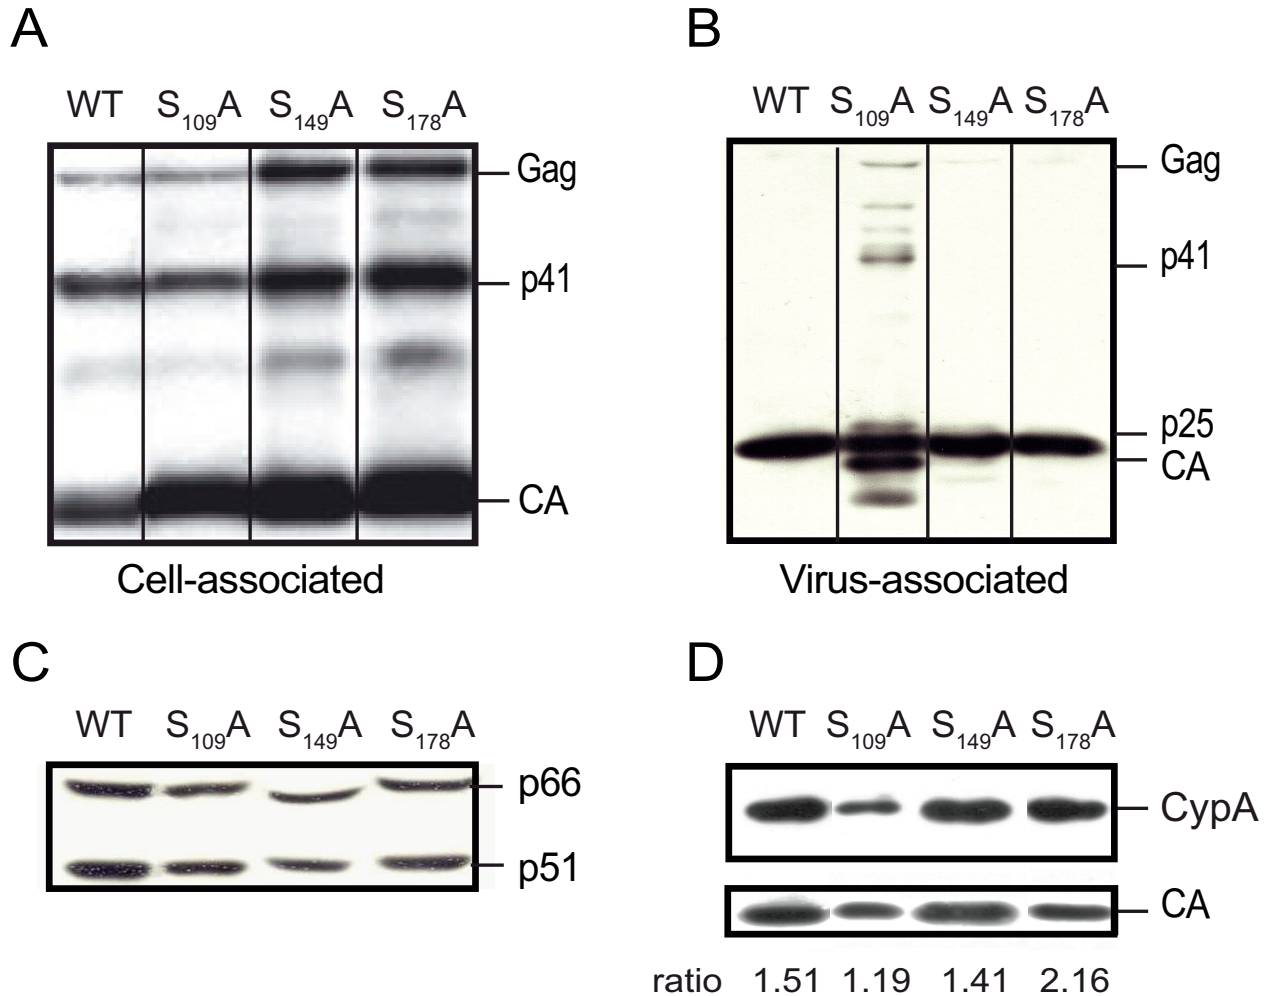 A
WT S109A S149A S178A
Gag
p41
CA
Cell-associated
B
WT S109A S149A S178A
Gag
p41
p25
CA
Virus-associated
C
WT S109A S149A S178A
p66
p51
D
WT S109A S149A S178A
CypA
CA
ratio 1.51 1.19 1.41 2.16